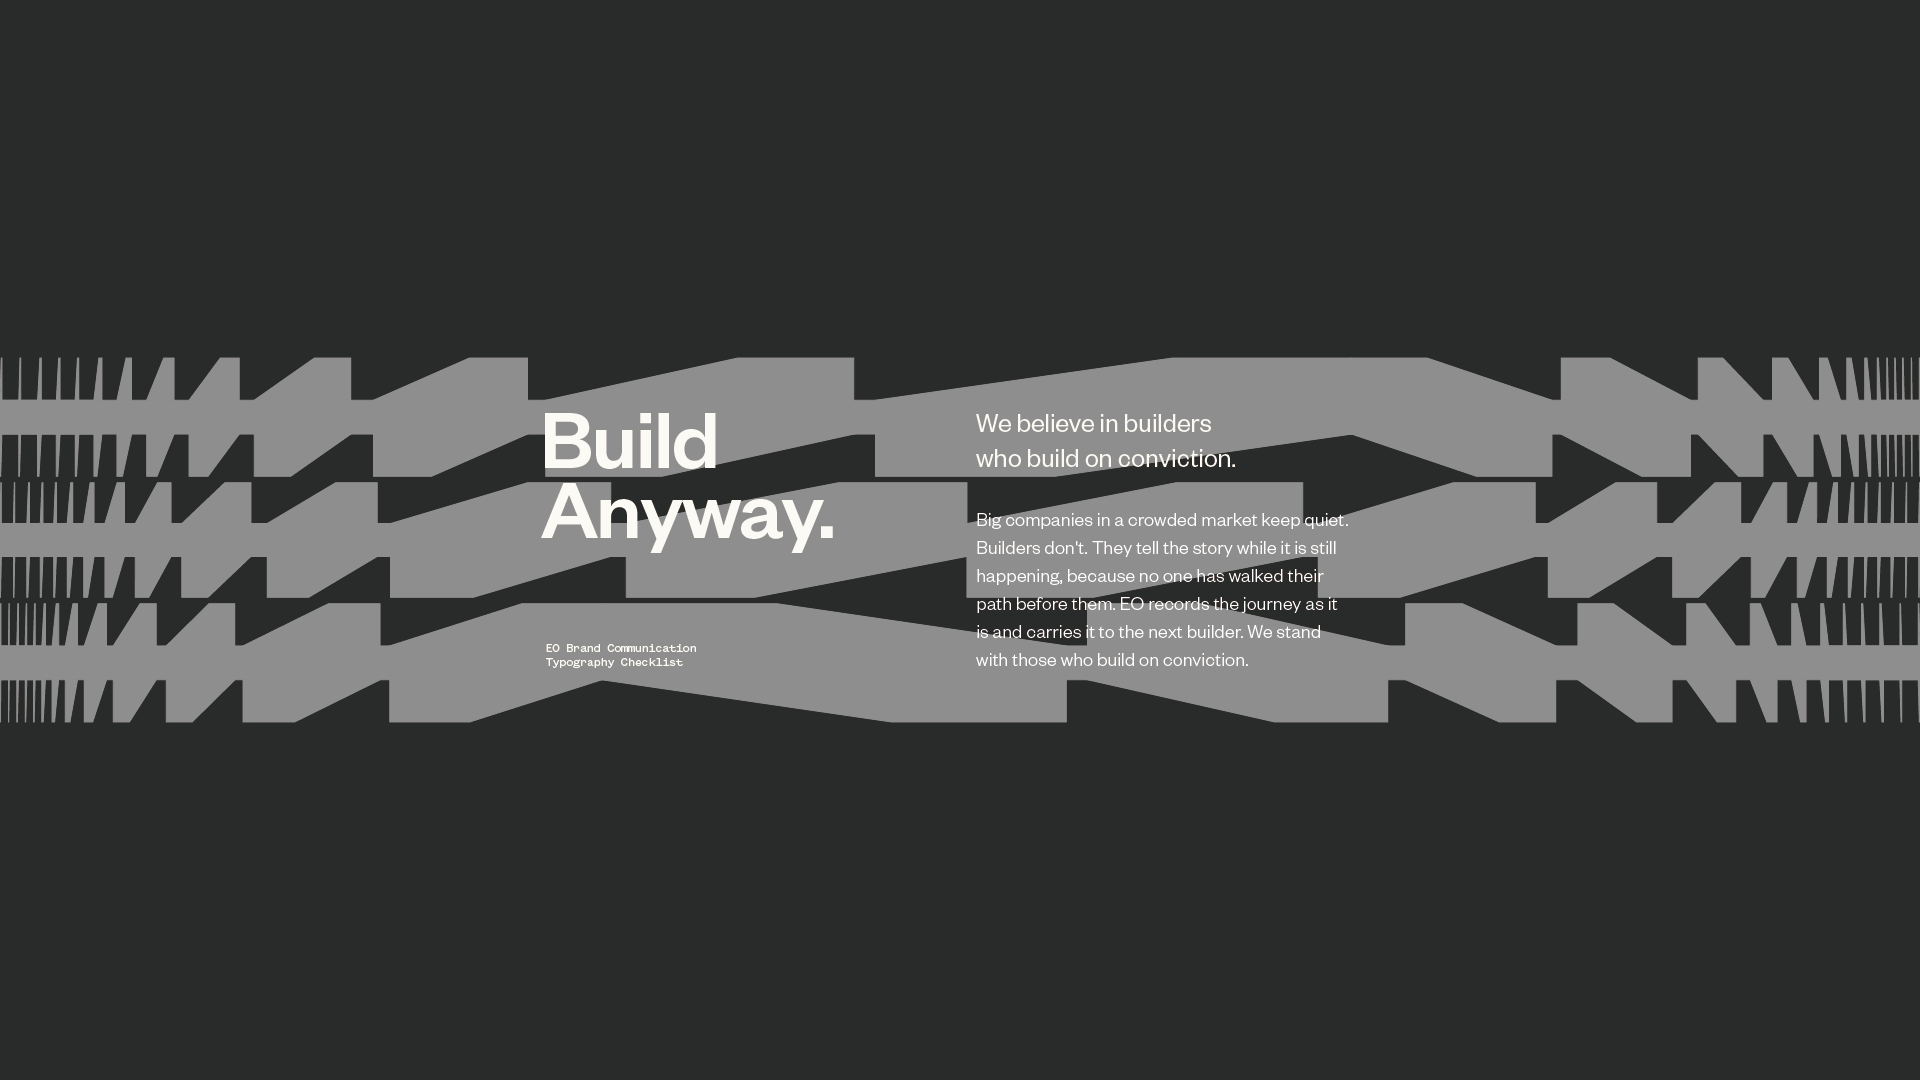 Build
Anyway.
EO Brand Communication
Typography Checklist
We believe in builders
who build on conviction.
Big companies in a crowded market keep quiet.
Builders don't. They tell the story while it is still
happening, because no one has walked their
path before them. EO records the journey as it
is and carries it to the next builder. We stand
with those who build on conviction.